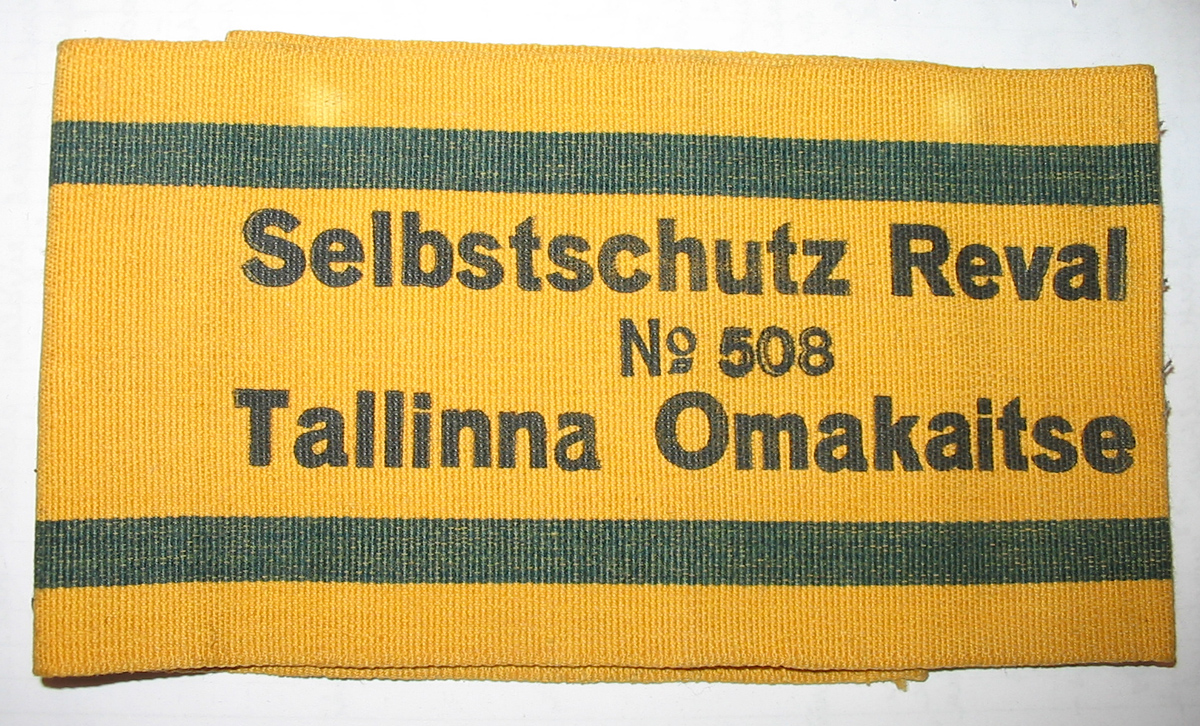 Selbstschutz Reval
№ 508
Tallinna Omakaitse